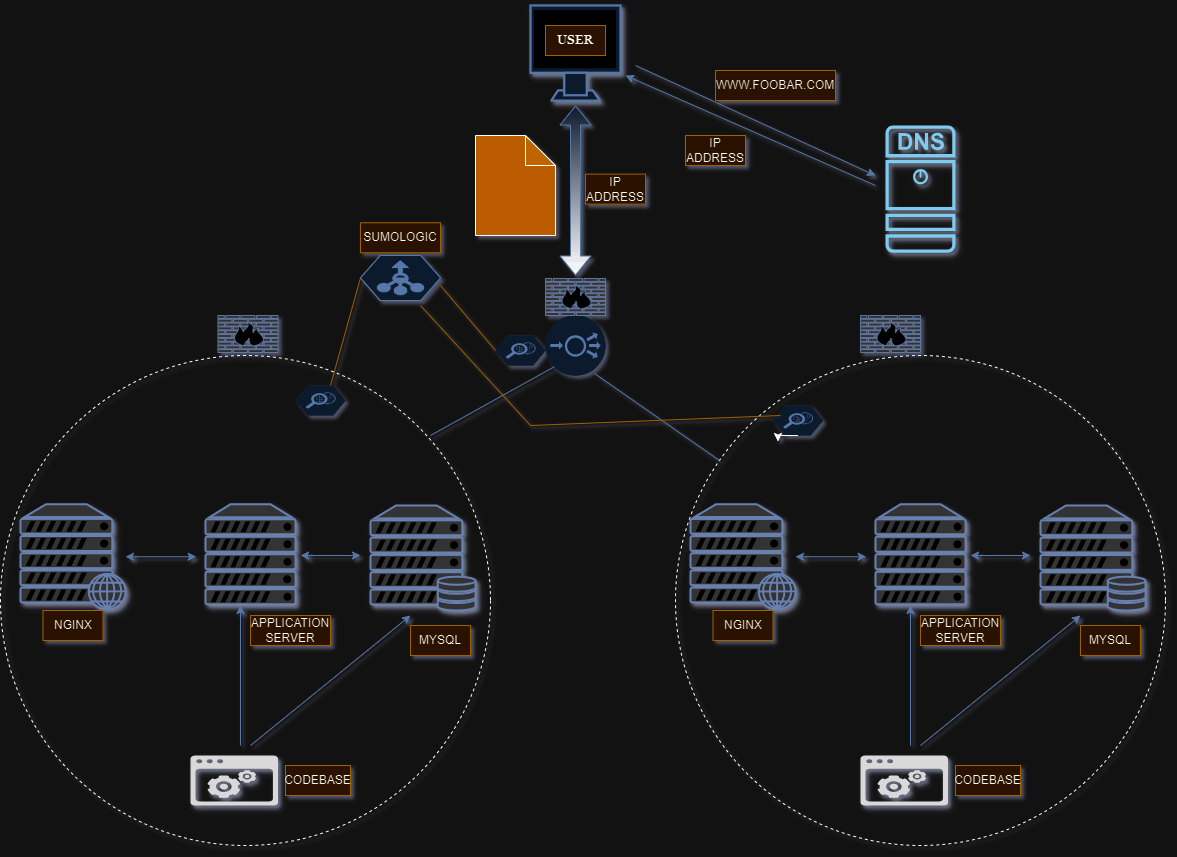 USER
WWW.FOOBAR.COM
DNS
IP
ADDRESS
IP
ADDRESS
SUMOLOGIC
NGINX
APPLICATION
SERVER
MYSQL
CODEBASE
NGINX
APPLICATION
SERVER
MYSQL
CODEBASE